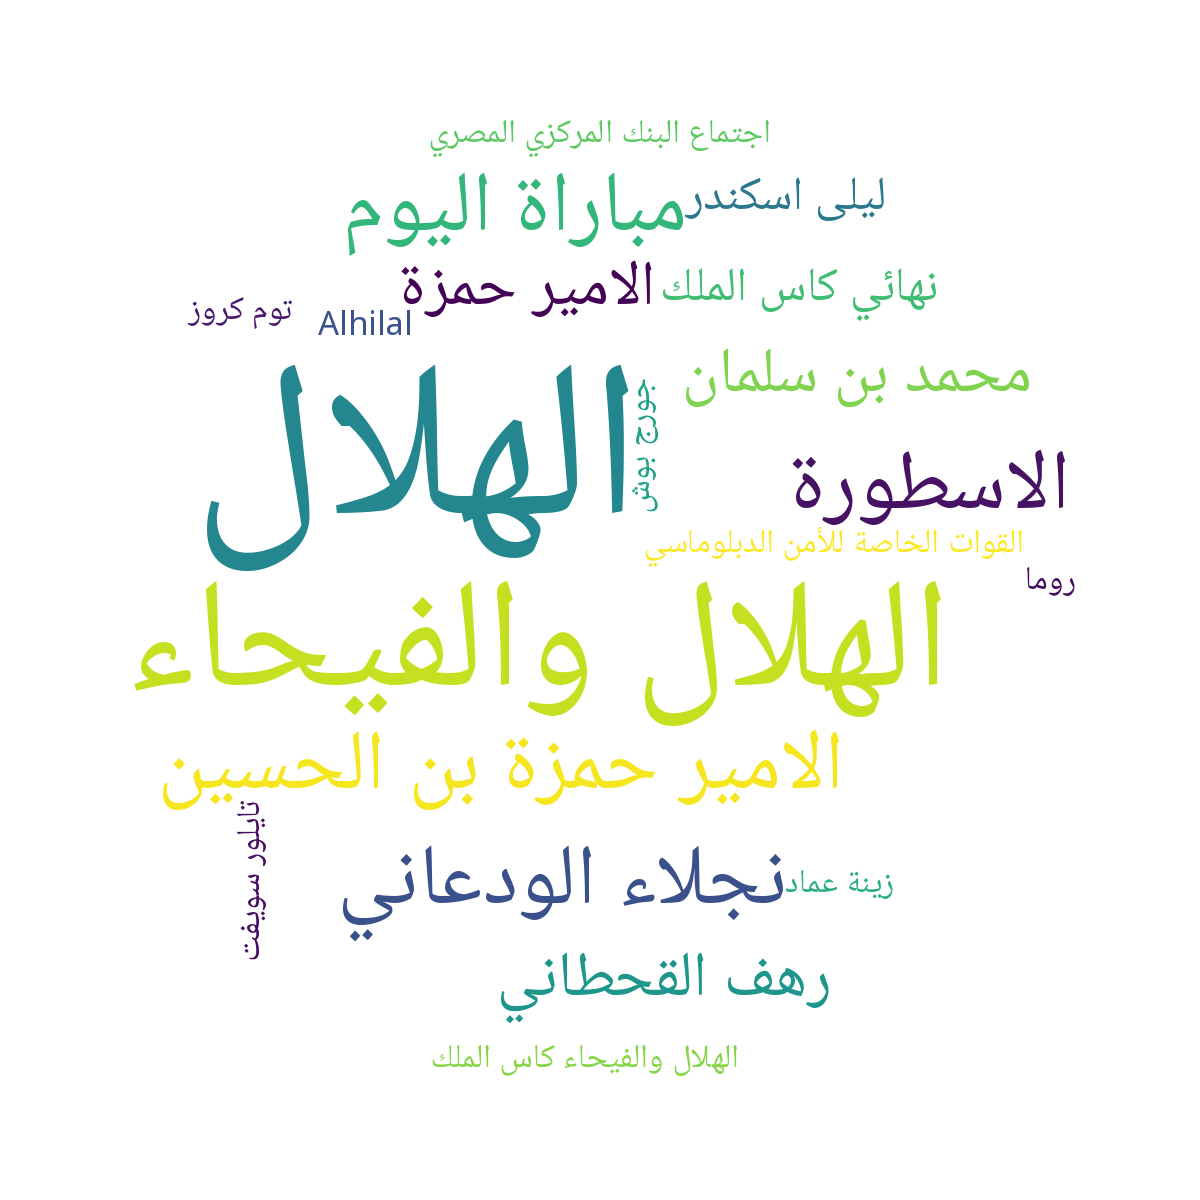 اجتماع البنك المركزي المصري
ليلى اسكندر
مباراة اليوم
نهائي كاس الملك
الامير حمزة
توم كروز
Alhilal
محمد بن سلمان
جورج بوش
الهلال
الاسطورة
القوات الخاصة للأمن الدبلوماسي
روما
الهلال والفيحاء
الامير حمزة بن الحسين
تايلور سويفت
نجلاء الودعاني
زينة عماد
رهف القحطاني
الهلال والفيحاء كاس الملك